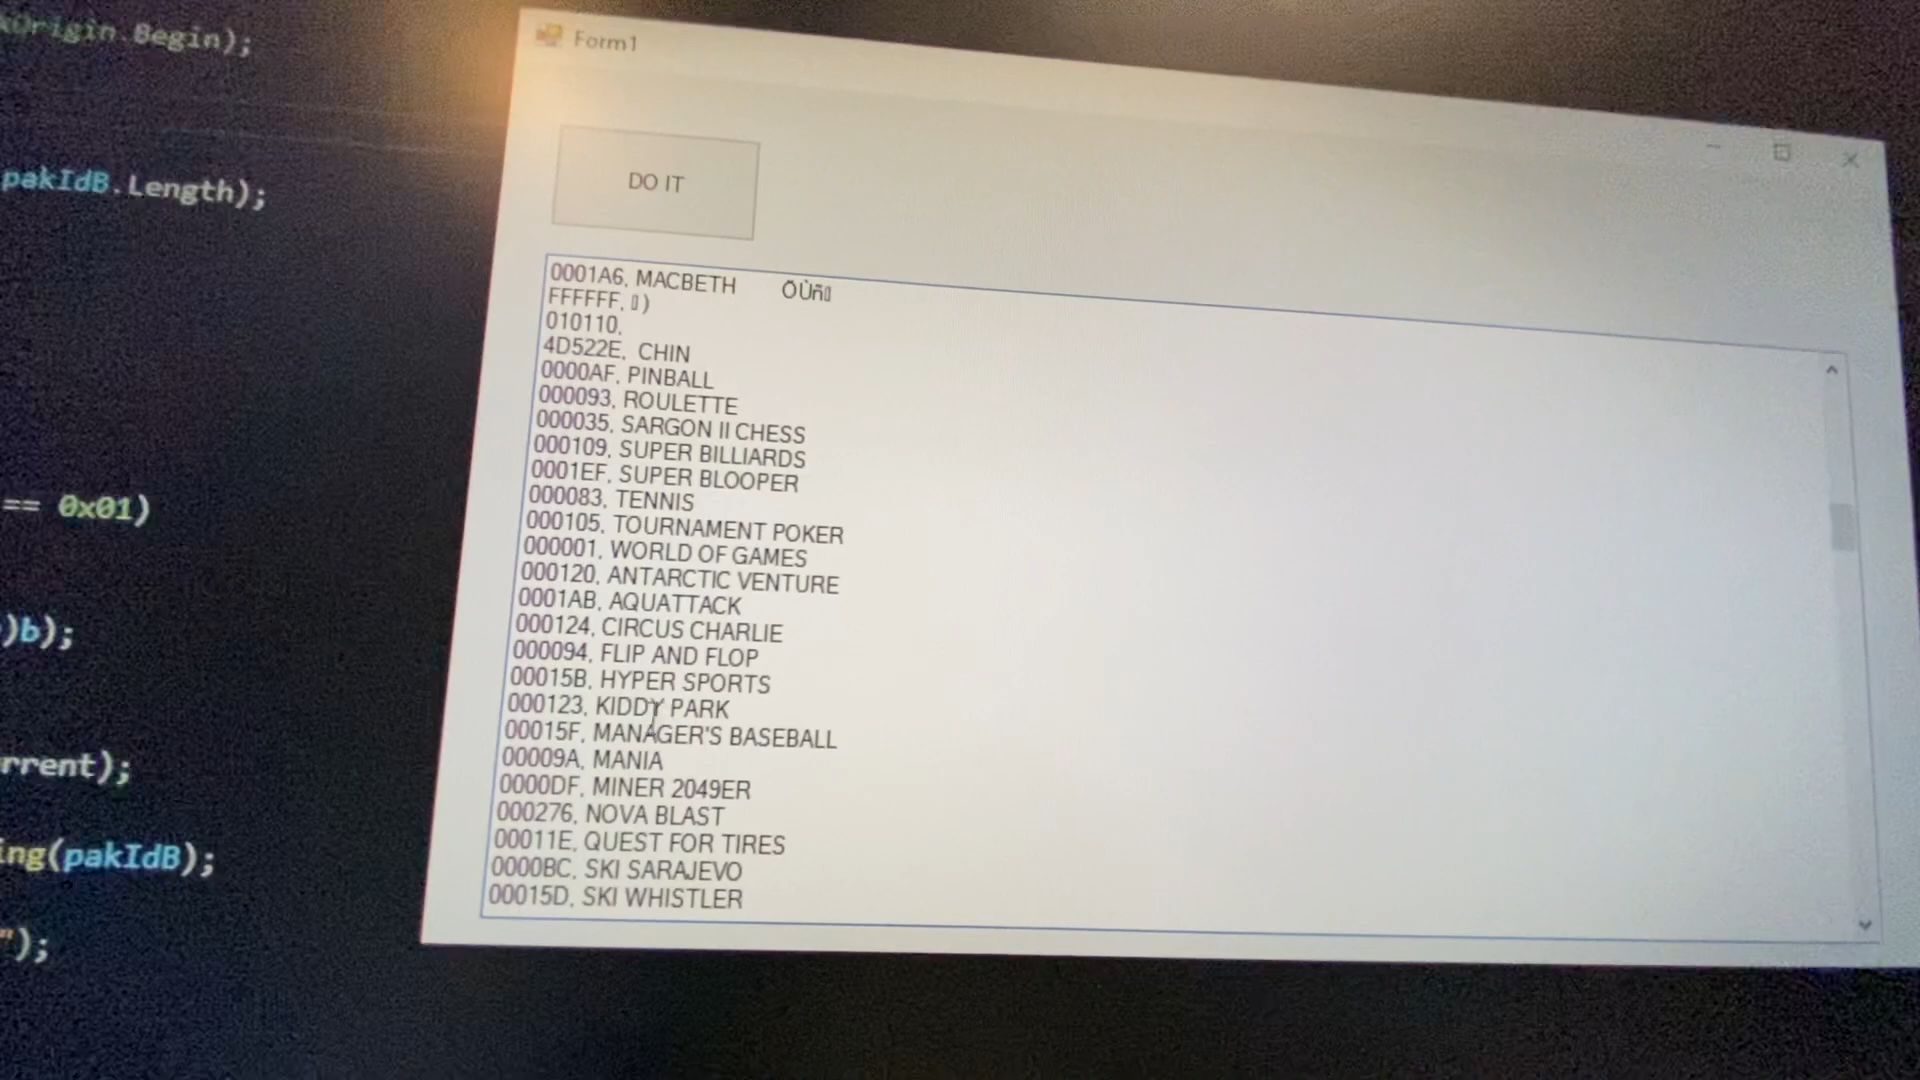 Origin.Begin);
Form1
pakIdB.Length);
DO IT
0001A6, MACBETH ÖÙñ▯
FFFFFF, ▯)
010110,
4D522E, CHIN
0000AF, PINBALL
000093, ROULETTE
000035, SARGON II CHESS
000109, SUPER BILLIARDS
0001EF, SUPER BLOOPER
000083, TENNIS
000105, TOURNAMENT POKER
000001, WORLD OF GAMES
000120, ANTARCTIC VENTURE
0001AB, AQUATTACK
000124, CIRCUS CHARLIE
000094, FLIP AND FLOP
00015B, HYPER SPORTS
000123, KIDDY PARK
00015F, MANAGER'S BASEBALL
00009A, MANIA
0000DF, MINER 2049ER
000276, NOVA BLAST
00011E, QUEST FOR TIRES
0000BC, SKI SARAJEVO
00015D, SKI WHISTLER
== 0x01)
)b);
rrent);
ing(pakIdB);
");